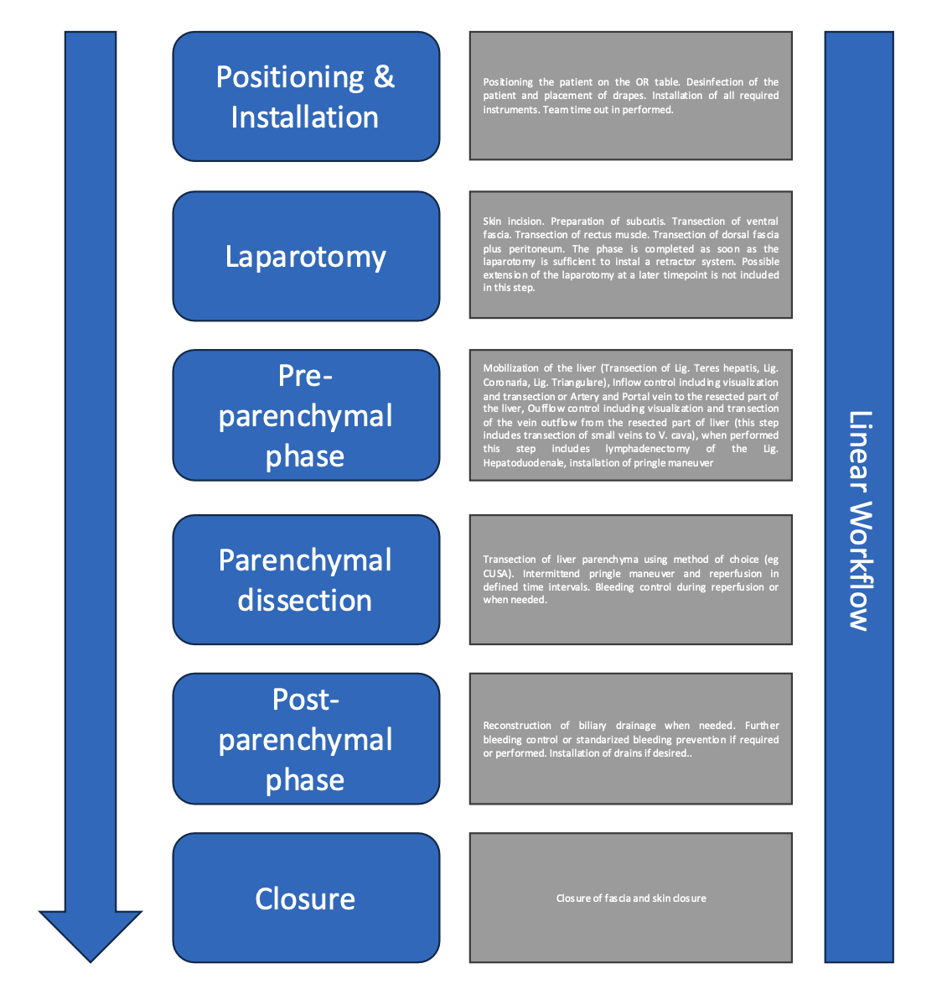 Positioning &
Installation
Positioning the patient on the OR table. Desinfection of the
patient and placement of drapes. Installation of all required
instruments. Team time out in performed.
Laparotomy
Skin incision. Preparation of subcutis. Transection of ventral
fascia. Transection of rectus muscle. Transection of dorsal fascia
plus peritoneum. The phase is completed as soon as the
laparotomy is sufficient to instal a retractor system. Possible
extension of the laparotomy at a later timepoint is not included
in this step.
Pre-
parenchymal
phase
Mobilization of the liver (Transection of Lig. Teres hepatis, Lig.
Coronaria, Lig. Triangulare), Inflow control including visualization
and transection or Artery and Portal vein to the resected part of
the liver, Oufflow control including visualization and transection
of the vein outflow from the resected part of liver (this step
includes transection of small veins to V. cava), when performed
this step includes lymphadenectomy of the Lig.
Hepatoduodenale, installation of pringle maneuver
Parenchymal
dissection
Transection of liver parenchyma using method of choice (eg
CUSA). Intermittend pringle maneuver and reperfusion in
defined time intervals. Bleeding control during reperfusion or
when needed.
Post-
parenchymal
phase
Reconstruction of biliary drainage when needed. Further
bleeding control or standarized bleeding prevention if required
or performed. Installation of drains if desired..
Closure
Closure of fascia and skin closure
Linear Workflow